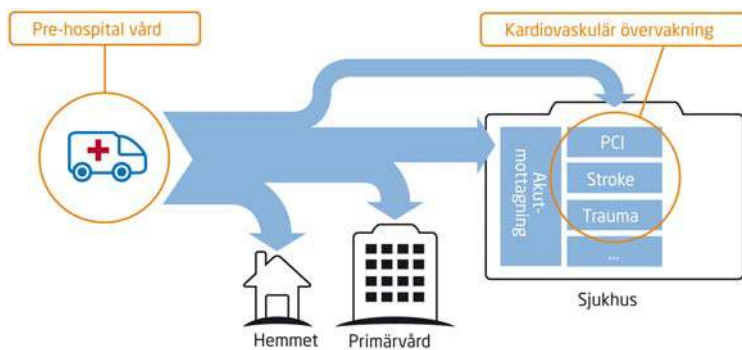 Pre-hospital vård
Kardiovaskulär övervakning
Akut-
mottagning
PCI
Stroke
Trauma
...
Sjukhus
Hemmet
Primärvård